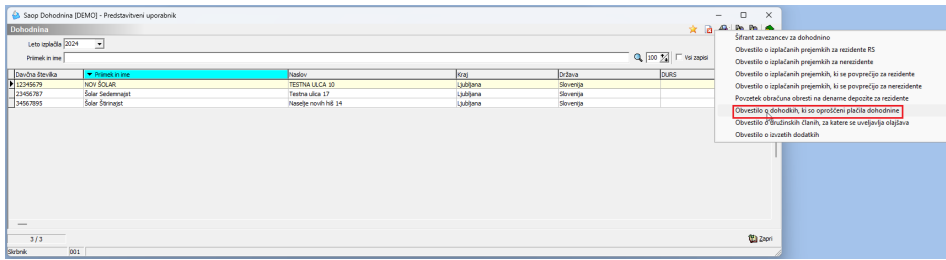 Saop Dohodnina [DEMO] - Predstavitveni uporabnik
Dohodnina
Leto izplačila 2024
Priimek in ime
100
Vsi zapisi
Davčna številka Priimek in ime Naslov Kraj Država DURS
12345679 NOV ŠOLAR TESTNA ULCA 10 Ljubljana Slovenija
23456787 Šolar Sedemnajst Testna ulica 17 Ljubljana Slovenija
34567895 Šolar Štirinajst Naselje novih hiš 14 Ljubljana Slovenija
Šifrant zavezancev za dohodnino
Obvestilo o izplačanih prejemkih za rezidente RS
Obvestilo o izplačanih prejemkih za nerezidente
Obvestilo o izplačanih prejemkih, ki se povprečijo za rezidente
Obvestilo o izplačanih prejemkih, ki se povprečijo za nerezidente
Povzetek obračuna obresti na denarne depozite za rezidente
Obvestilo o dohodkih, ki so oproščeni plačila dohodnine
Obvestilo o družinskih članih, za katere se uveljavlja olajšava
Obvestilo o izvzetih dodatkih
3 / 3
Zapri
Skrbnik 001